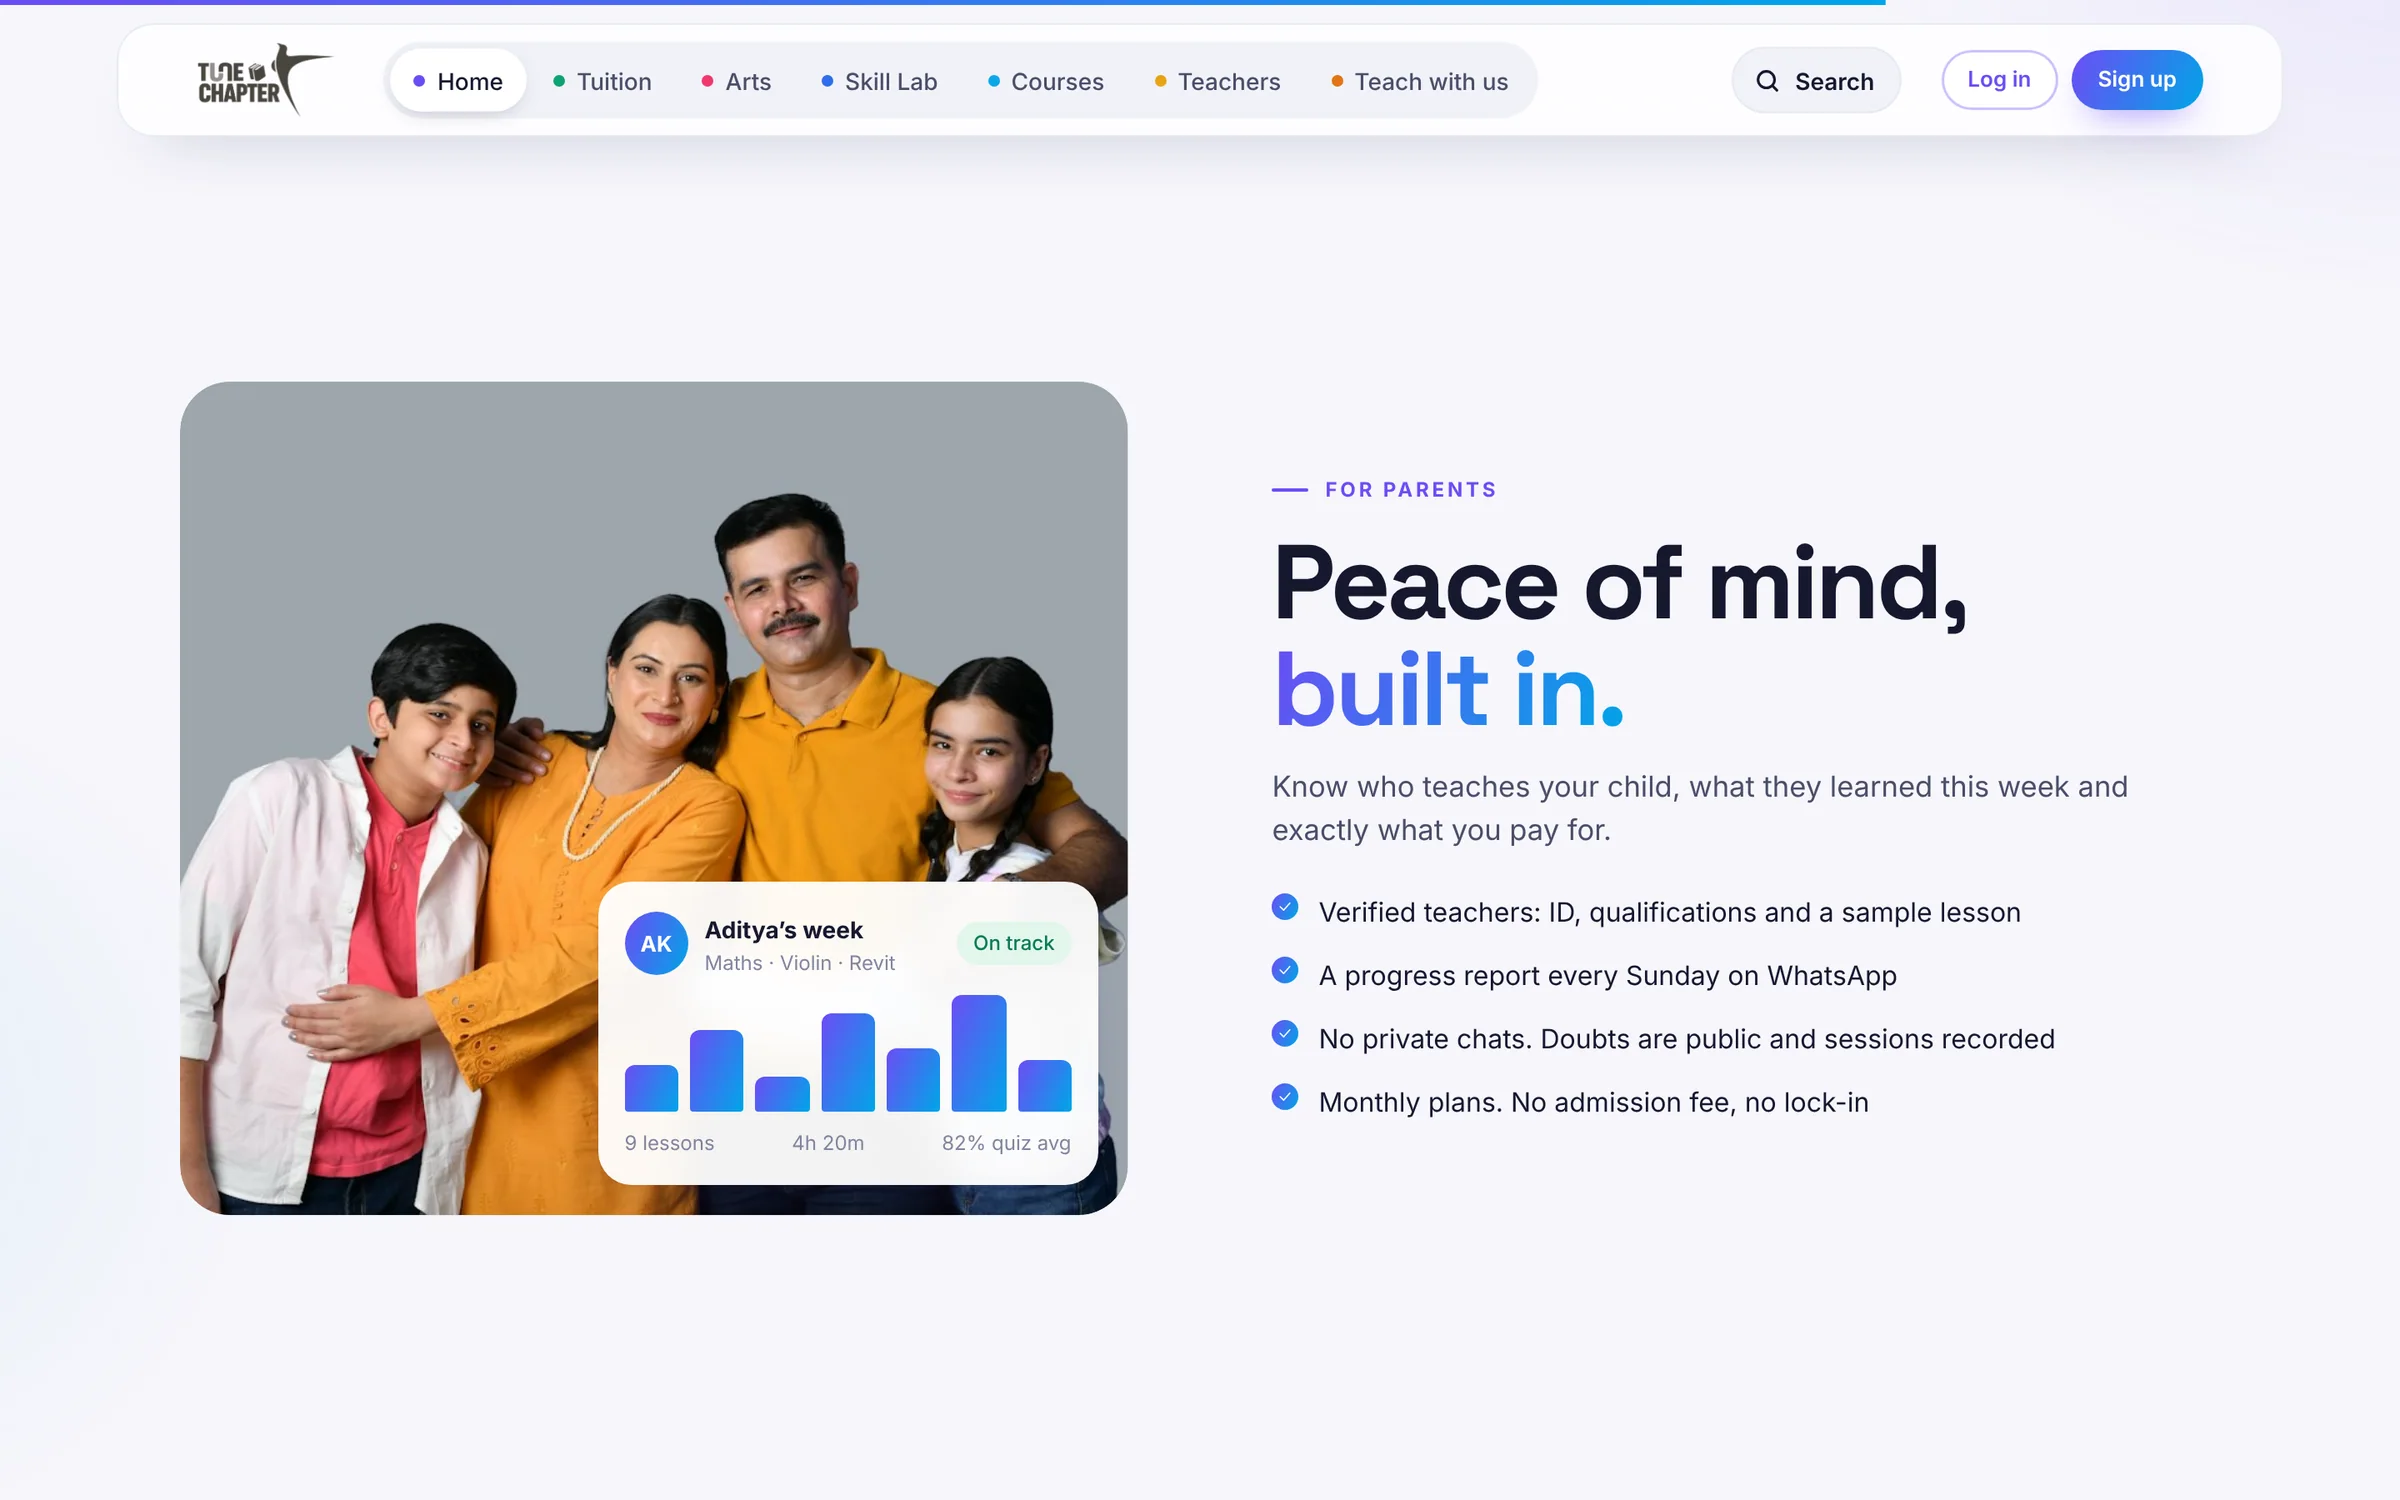 TUNE
CHAPTER
Home
Tuition
Arts
Skill Lab
Courses
Teachers
Teach with us
Search
Log in
Sign up
FOR PARENTS
Peace of mind,
built in.
Know who teaches your child, what they learned this week and
exactly what you pay for.
Verified teachers: ID, qualifications and a sample lesson
A progress report every Sunday on WhatsApp
No private chats. Doubts are public and sessions recorded
Monthly plans. No admission fee, no lock-in
AK
Aditya’s week
On track
Maths · Violin · Revit
9 lessons
4h 20m
82% quiz avg